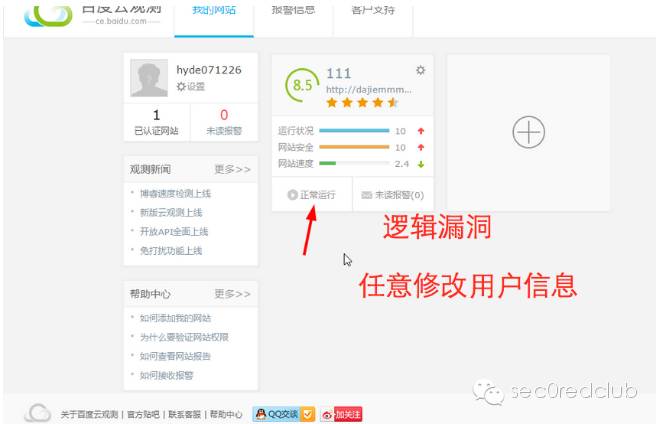 百度云观测
ce.baidu.com
我的网站
报警信息
客户支持
hyde071226
设置
1
0
已认证网站
未读报警
111
8.5
http://dajiemmm...
运行状况 10
网站安全 10
网站速度 2.4
正常运行
未读报警(0)
观测新闻 更多>>
博睿速度检测上线
新版云观测上线
开放API全面上线
免打扰功能上线
逻辑漏洞
任意修改用户信息
帮助中心 更多>>
如何添加我的网站
为什么要验证网站权限
如何查看网站报告
如何接收报警
sec0redclub
关于百度云观测 | 官方贴吧 | 联系客服 | 帮助中心
QQ交谈
加关注